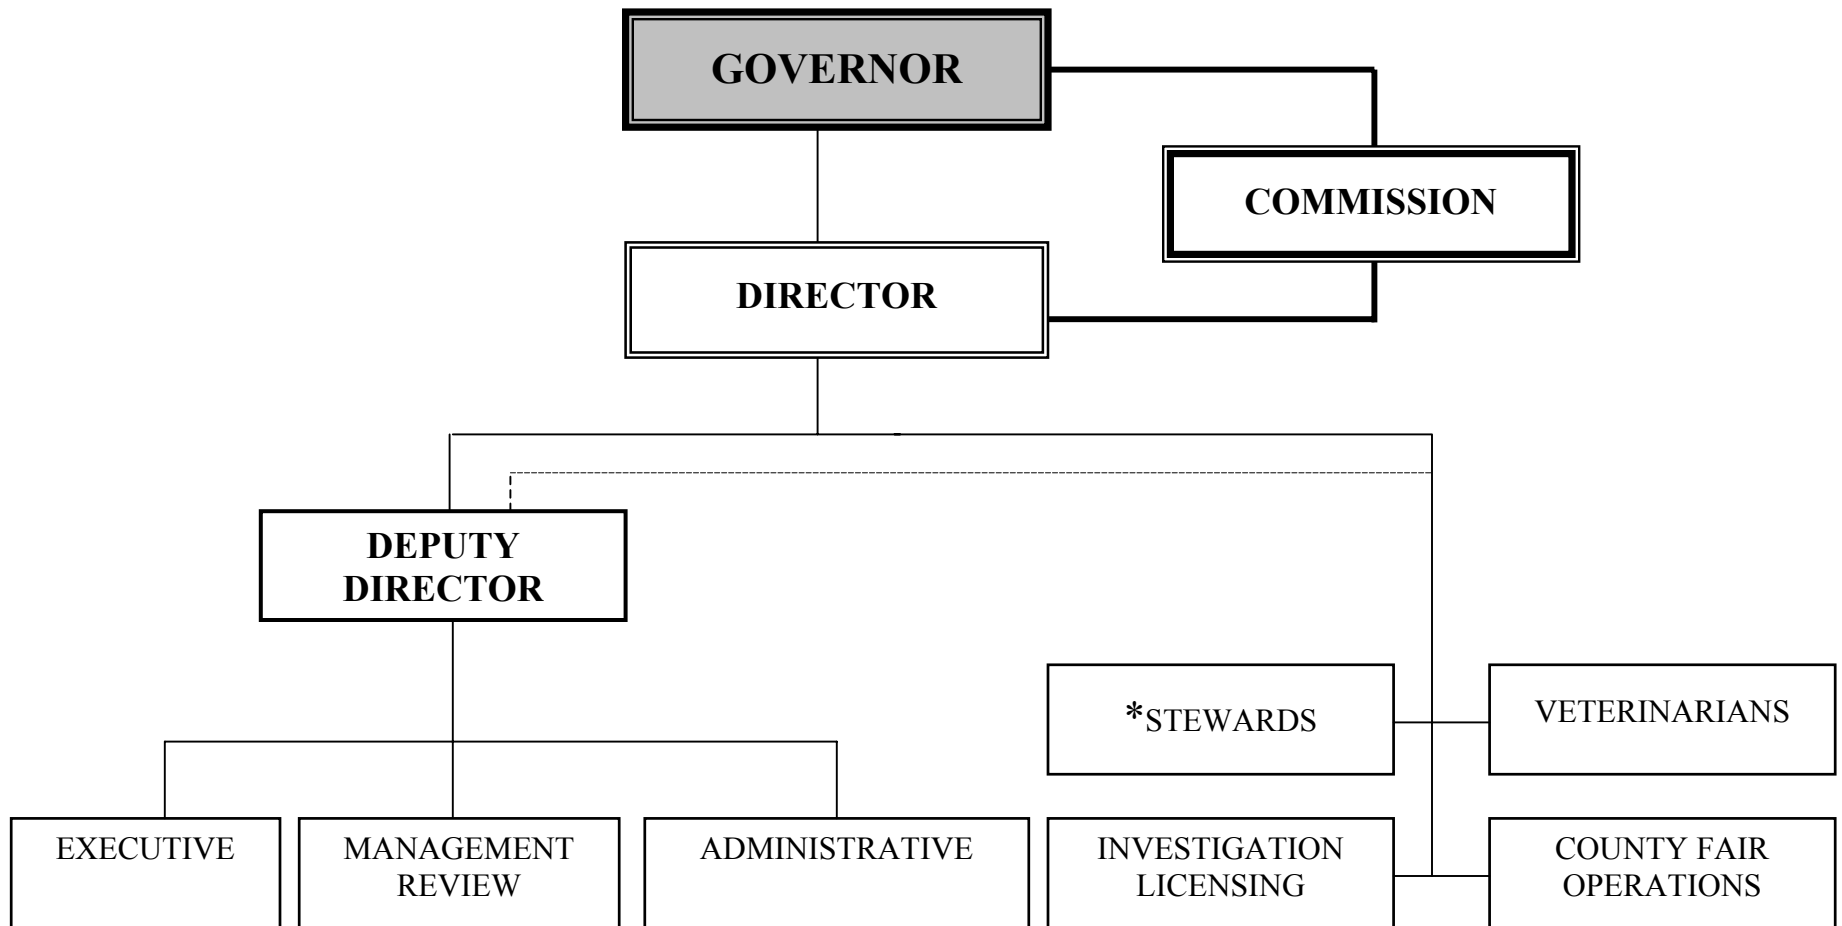 GOVERNOR
COMMISSION
DIRECTOR
DEPUTY
DIRECTOR
*STEWARDS
VETERINARIANS
EXECUTIVE
MANAGEMENT
REVIEW
ADMINISTRATIVE
INVESTIGATION
LICENSING
COUNTY FAIR
OPERATIONS